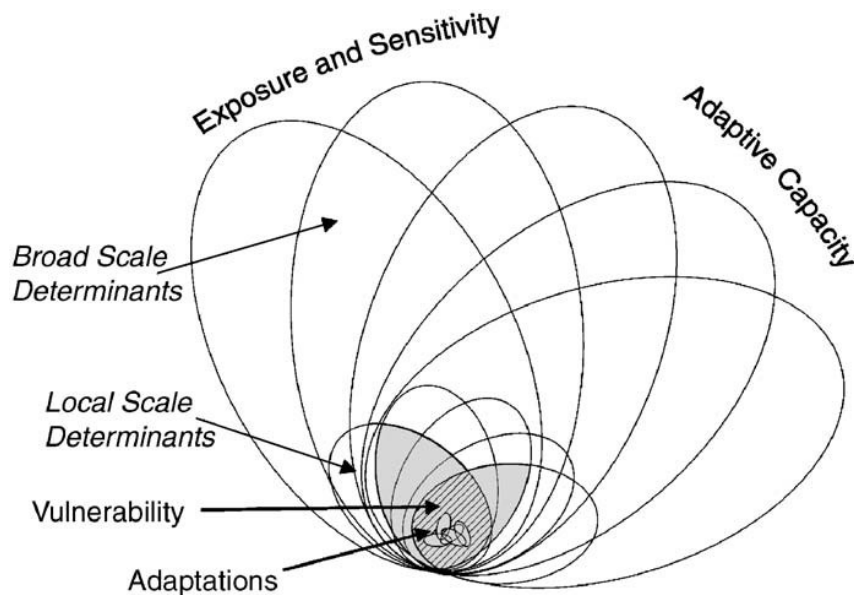 Exposure and Sensitivity
Adaptive Capacity
Broad Scale
Determinants
Local Scale
Determinants
Vulnerability
Adaptations